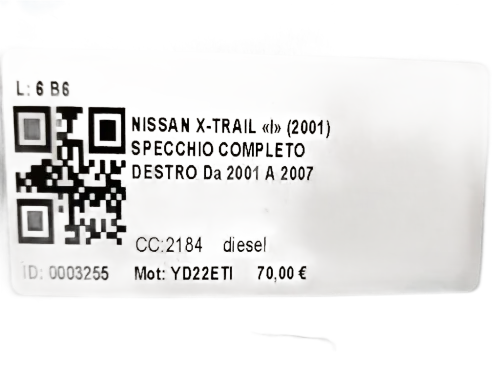 L: 6 B6
NISSAN X-TRAIL «I» (2001)
SPECCHIO COMPLETO
DESTRO Da 2001 A 2007
CC:2184 diesel
ID: 0003255 Mot: YD22ETI 70,00 €